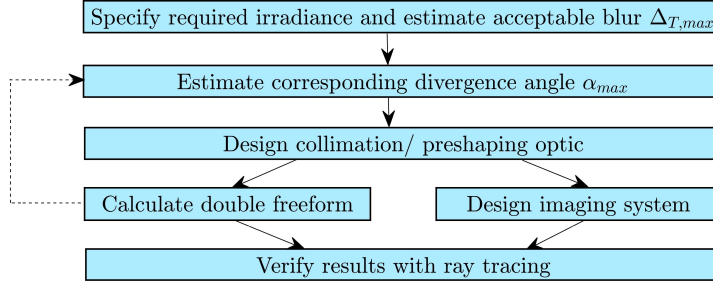 Specify required irradiance and estimate acceptable blur Δ_{T,max}
Estimate corresponding divergence angle α_{max}
Design collimation/ preshaping optic
Calculate double freeform
Design imaging system
Verify results with ray tracing